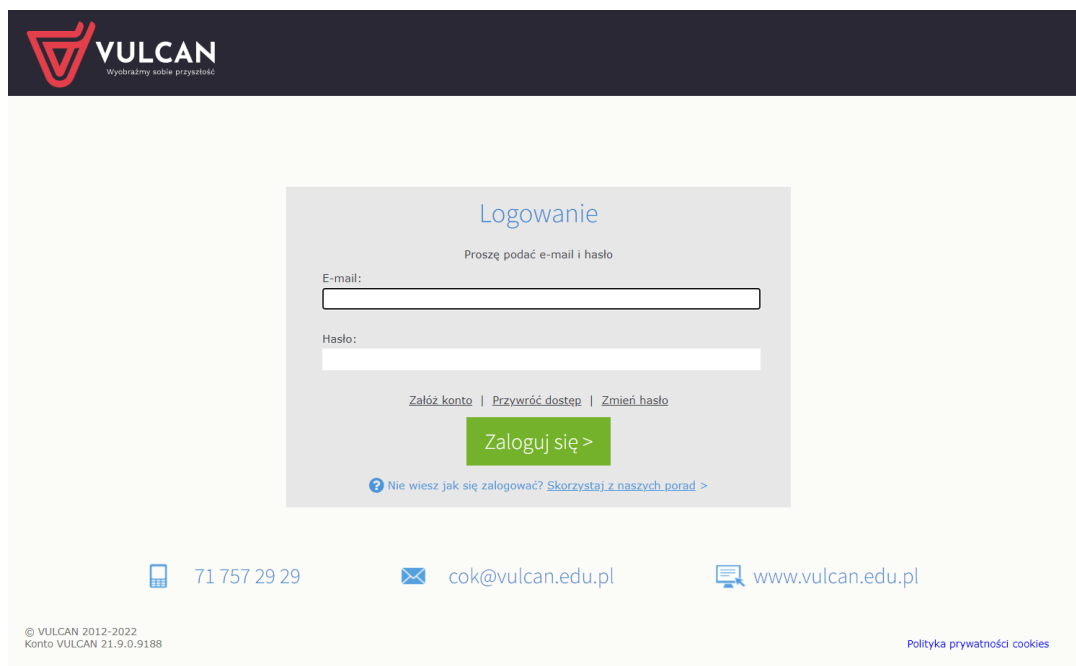 VULCAN
Wyobraźmy sobie przyszłość
Logowanie
Proszę podać e-mail i hasło
E-mail:
Hasło:
Załóż konto | Przywróć dostęp | Zmień hasło
Zaloguj się >
? Nie wiesz jak się zalogować? Skorzystaj z naszych porad >
71 757 29 29
cok@vulcan.edu.pl
www.vulcan.edu.pl
© VULCAN 2012-2022
Konto VULCAN 21.9.0.9188
Polityka prywatności cookies